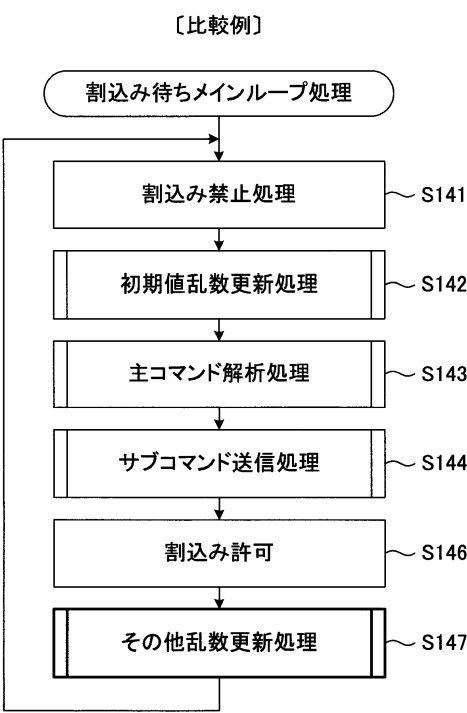 〔比較例〕
割込み待ちメインループ処理
割込み禁止処理 S141
初期値乱数更新処理 S142
主コマンド解析処理 S143
サブコマンド送信処理 S144
割込み許可 S146
その他乱数更新処理 S147